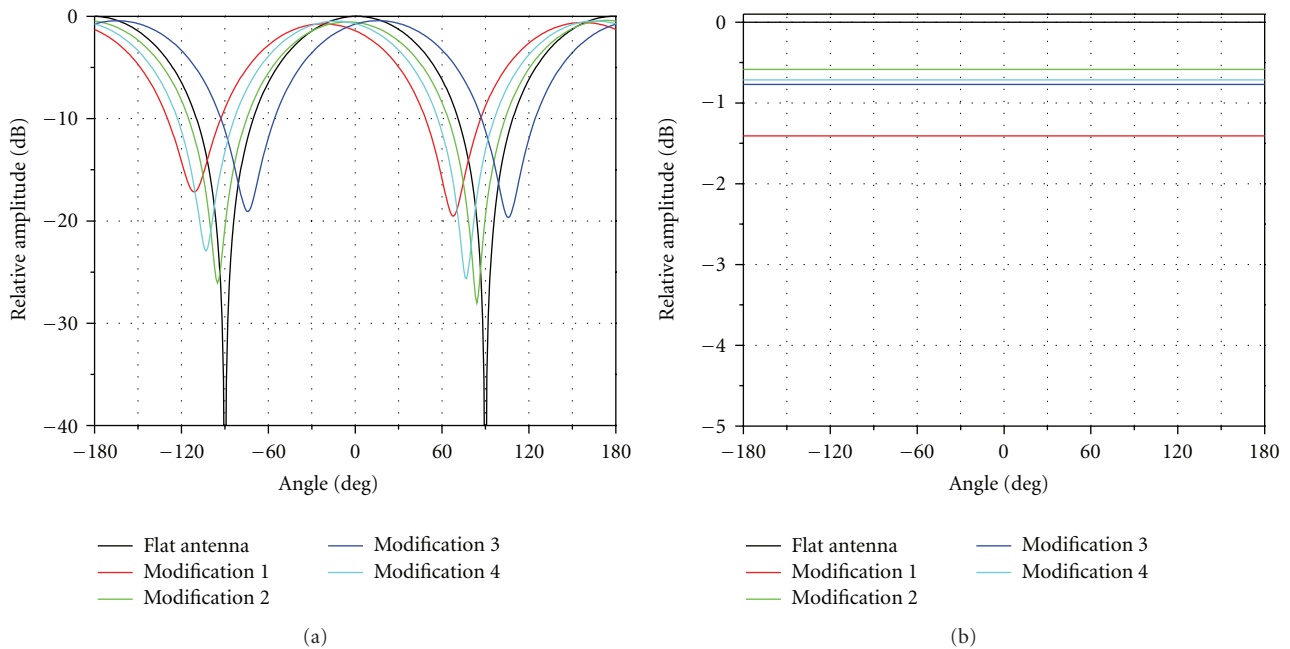 0
−10
−20
−30
−40
Relative amplitude (dB)
−180
−120
−60
0
60
120
180
Angle (deg)
Flat antenna
Modification 1
Modification 2
Modification 3
Modification 4
(a)
0
−1
−2
−3
−4
−5
Relative amplitude (dB)
−180
−120
−60
0
60
120
180
Angle (deg)
Flat antenna
Modification 1
Modification 2
Modification 3
Modification 4
(b)